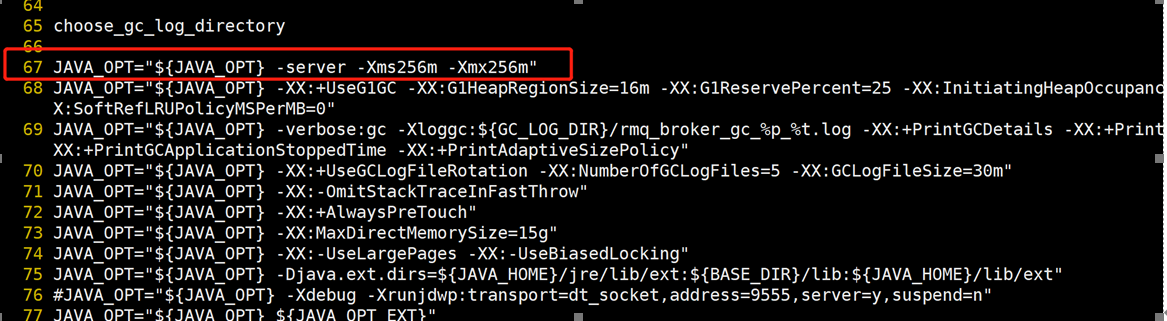 64
65 choose_gc_log_directory
66
67 JAVA_OPT="${JAVA_OPT} -server -Xms256m -Xmx256m"
68 JAVA_OPT="${JAVA_OPT} -XX:+UseG1GC -XX:G1HeapRegionSize=16m -XX:G1ReservePercent=25 -XX:InitiatingHeapOccupanc
X:SoftRefLRUPolicyMSPerMB=0"
69 JAVA_OPT="${JAVA_OPT} -verbose:gc -Xloggc:${GC_LOG_DIR}/rmq_broker_gc_%p_%t.log -XX:+PrintGCDetails -XX:+Print
XX:+PrintGCApplicationStoppedTime -XX:+PrintAdaptiveSizePolicy"
70 JAVA_OPT="${JAVA_OPT} -XX:+UseGCLogFileRotation -XX:NumberOfGCLogFiles=5 -XX:GCLogFileSize=30m"
71 JAVA_OPT="${JAVA_OPT} -XX:-OmitStackTraceInFastThrow"
72 JAVA_OPT="${JAVA_OPT} -XX:+AlwaysPreTouch"
73 JAVA_OPT="${JAVA_OPT} -XX:MaxDirectMemorySize=15g"
74 JAVA_OPT="${JAVA_OPT} -XX:-UseLargePages -XX:-UseBiasedLocking"
75 JAVA_OPT="${JAVA_OPT} -Djava.ext.dirs=${JAVA_HOME}/jre/lib/ext:${BASE_DIR}/lib:${JAVA_HOME}/lib/ext"
76 #JAVA_OPT="${JAVA_OPT} -Xdebug -Xrunjdwp:transport=dt_socket,address=9555,server=y,suspend=n"
77 JAVA_OPT="${JAVA_OPT} ${JAVA_OPT_EXT}"